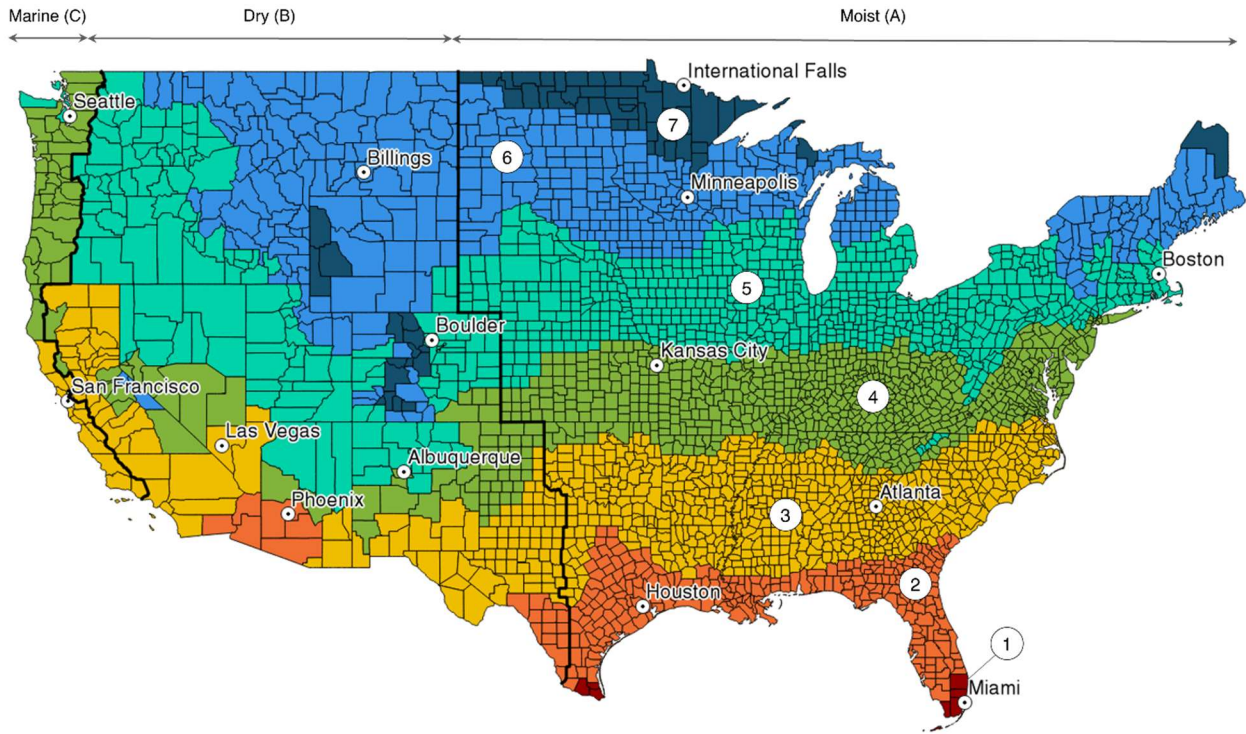 Marine (C)
Dry (B)
Moist (A)
International Falls
Seattle
7
6
Billings
Minneapolis
Boston
5
Boulder
Kansas City
San Francisco
4
Las Vegas
Albuquerque
Phoenix
Atlanta
3
2
Houston
1
Miami